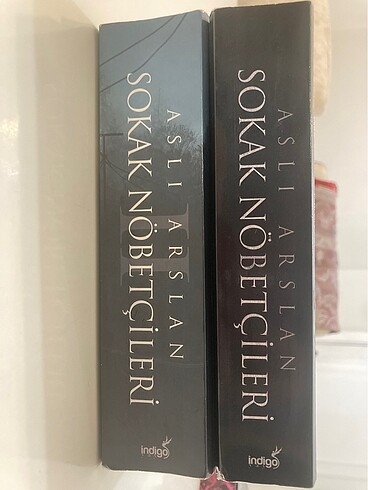 ASLI ARSLAN
SOKAK NÖBETÇİLERİ
II
indigo
ASLI ARSLAN
SOKAK NÖBETÇİLERİ
indigo